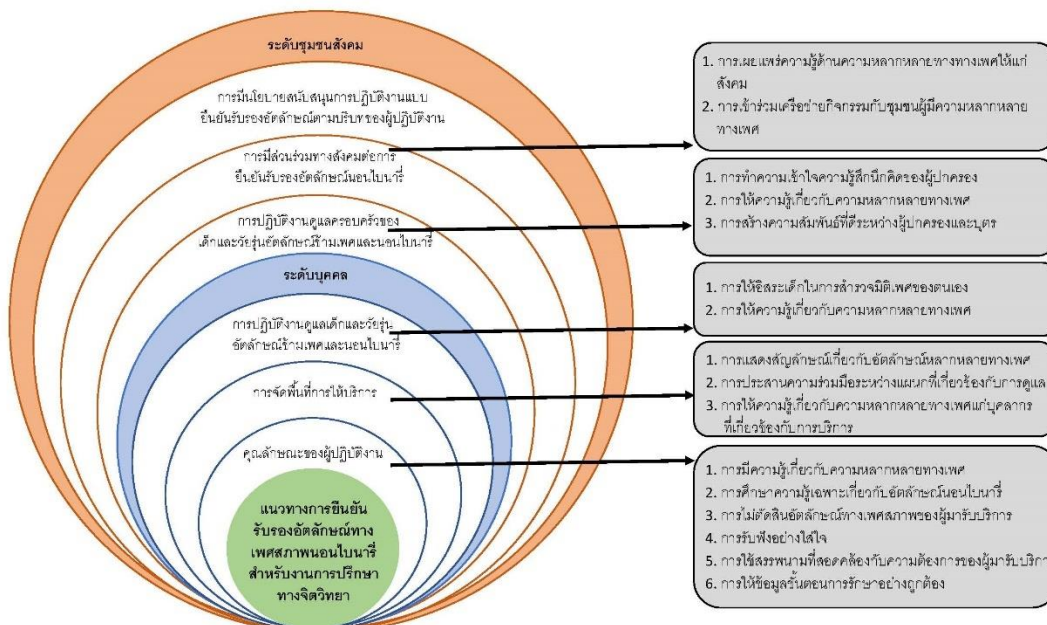 ระดับชุมชนสังคม
การมีนโยบายสนับสนุนการปฏิบัติงานแบบ
ยืนยันรับรองอัตลักษณ์ตามบริบทของผู้ปฏิบัติงาน
การมีส่วนร่วมทางสังคมต่อการ
ยืนยันรับรองอัตลักษณ์นอนไบนารี่
การปฏิบัติงานดูแลครอบครัวของ
เด็กและวัยรุ่นอัตลักษณ์ข้ามเพศและนอนไบนารี่
ระดับบุคคล
การปฏิบัติงานดูแลเด็กและวัยรุ่น
อัตลักษณ์ข้ามเพศและนอนไบนารี่
การจัดพื้นที่การให้บริการ
คุณลักษณะของผู้ปฏิบัติงาน
แนวทางการยืนยัน
รับรองอัตลักษณ์ทาง
เพศสภาพนอนไบนารี่
สำหรับงานการปรึกษา
ทางจิตวิทยา
1. การเผยแพร่ความรู้ด้านความหลากหลายทางทางเพศให้แก่
สังคม
2. การเข้าร่วมเครือข่ายกิจกรรมกับชุมชนผู้มีความหลากหลาย
ทางเพศ
1. การทำความเข้าใจความรู้สึกนึกคิดของผู้ปกครอง
2. การให้ความรู้เกี่ยวกับความหลากหลายทางเพศ
3. การสร้างความสัมพันธ์ที่ดีระหว่างผู้ปกครองและบุตร
1. การให้อิสระเด็กในการสำรวจมิติเพศของตนเอง
2. การให้ความรู้เกี่ยวกับความหลากหลายทางเพศ
1. การแสดงสัญลักษณ์เกี่ยวกับอัตลักษณ์หลากหลายทางเพศ
2. การประสานความร่วมมือระหว่างแผนกที่เกี่ยวข้องกับการดูแล
3. การให้ความรู้เกี่ยวกับความหลากหลายทางเพศแก่บุคลากร
ที่เกี่ยวข้องกับการบริการ
1. การมีความรู้เกี่ยวกับความหลากหลายทางเพศ
2. การศึกษาความรู้เฉพาะเกี่ยวกับอัตลักษณ์นอนไบนารี่
3. การไม่ตัดสินอัตลักษณ์ทางเพศสภาพของผู้มารับบริการ
4. การรับฟังอย่างใส่ใจ
5. การใช้สรรพนามที่สอดคล้องกับความต้องการของผู้มารับบริกา
6. การให้ข้อมูลขั้นตอนการรักษาอย่างถูกต้อง